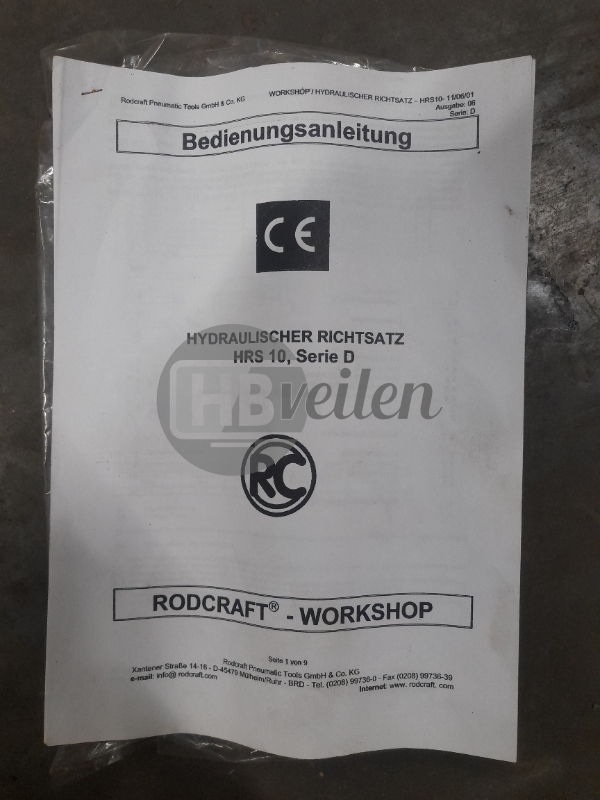 Rodcraft Pneumatic Tools GmbH & Co. KG
WORKSHOP / HYDRAULISCHER RICHTSATZ – HRS10- 11/06/01
Ausgabe: 06
Serie: D
Bedienungsanleitung
CE
HYDRAULISCHER RICHTSATZ
HRS 10, Serie D
HBveilen
RC
RODCRAFT® - WORKSHOP
Seite 1 von 9
Rodcraft Pneumatic Tools GmbH & Co. KG
Xantener Straße 14-16 - D-45479 Mülheim/Ruhr - BRD - Tel. (0208) 99736-0 - Fax (0208) 99736-39
e-mail: info@rodcraft.com
Internet: www. rodcraft. com